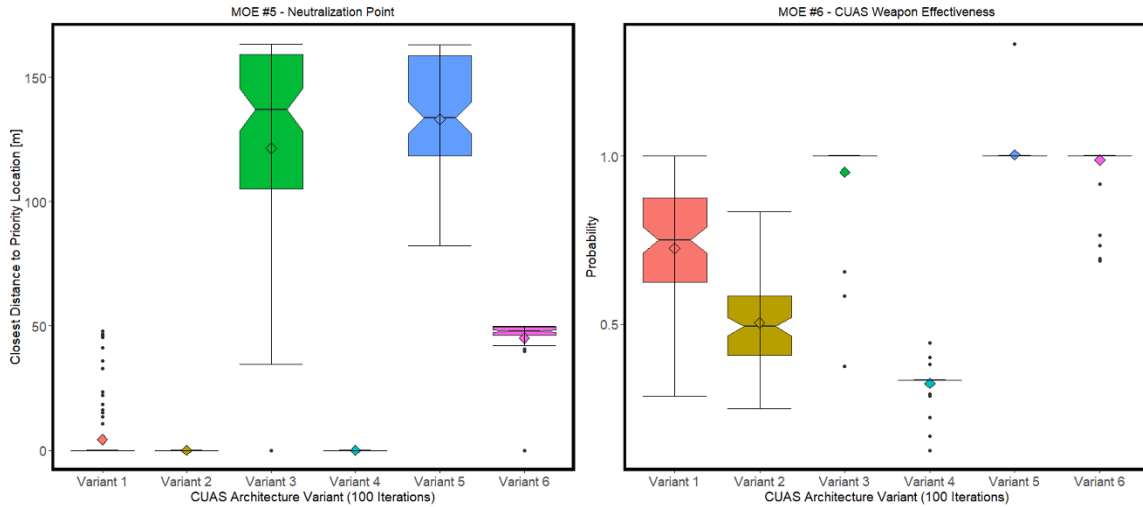 MOE #5 - Neutralization Point
Closest Distance to Priority Location [m]
150
100
50
0
Variant 1 Variant 2 Variant 3 Variant 4 Variant 5 Variant 6
CUAS Architecture Variant (100 Iterations)
MOE #6 - CUAS Weapon Effectiveness
Probability
1.0
0.5
Variant 1 Variant 2 Variant 3 Variant 4 Variant 5 Variant 6
CUAS Architecture Variant (100 Iterations)